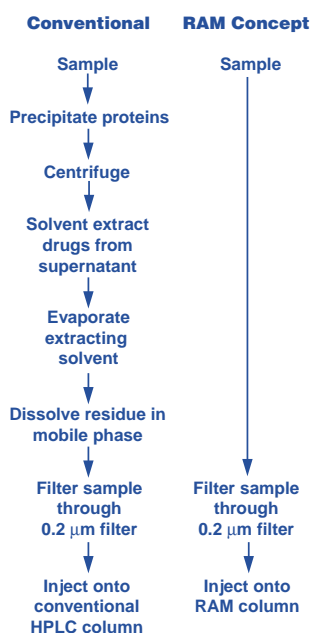 Conventional
Sample
Precipitate proteins
Centrifuge
Solvent extract
drugs from
supernatant
Evaporate
extracting
solvent
Dissolve residue in
mobile phase
Filter sample
through
0.2 μm filter
Inject onto
conventional
HPLC column
RAM Concept
Sample
Filter sample
through
0.2 μm filter
Inject onto
RAM column